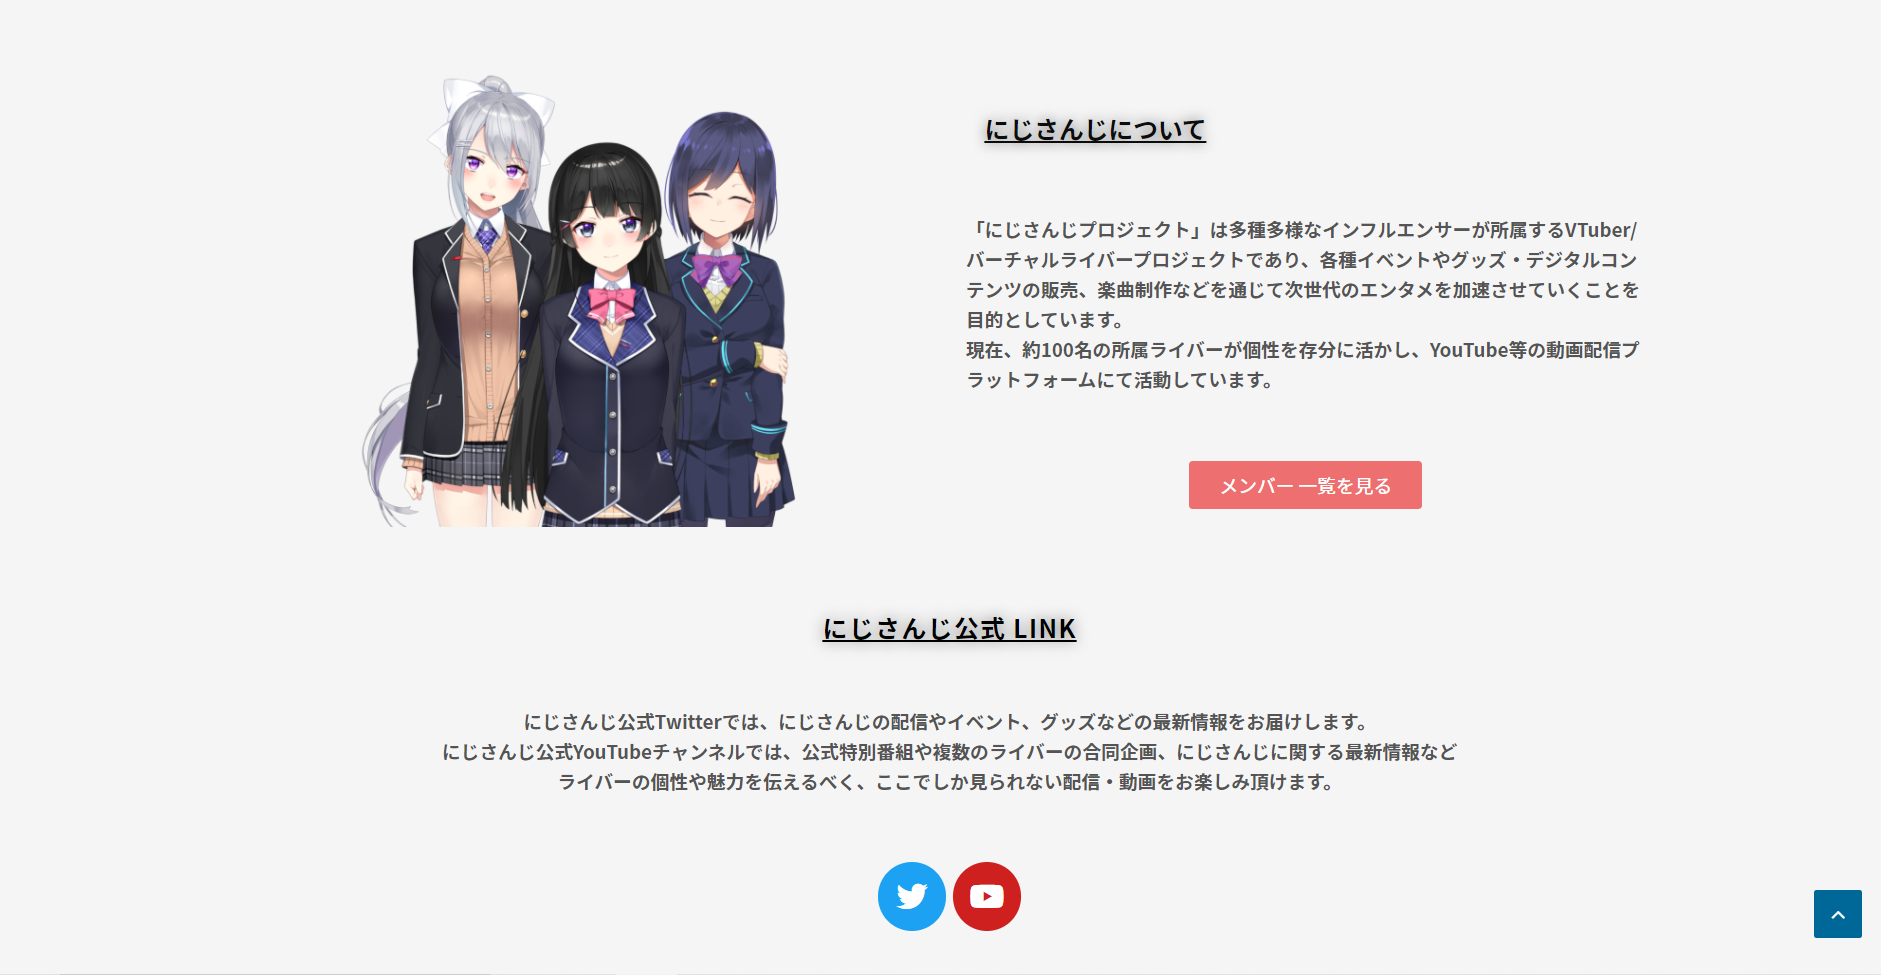 にじさんじについて
「にじさんじプロジェクト」は多種多様なインフルエンサーが所属するVTuber/
バーチャルライバープロジェクトであり、各種イベントやグッズ・デジタルコン
テンツの販売、楽曲制作などを通じて次世代のエンタメを加速させていくことを
目的としています。
現在、約100名の所属ライバーが個性を存分に活かし、YouTube等の動画配信プ
ラットフォームにて活動しています。
メンバー 一覧を見る
にじさんじ公式 LINK
にじさんじ公式Twitterでは、にじさんじの配信やイベント、グッズなどの最新情報をお届けします。
にじさんじ公式YouTubeチャンネルでは、公式特別番組や複数のライバーの合同企画、にじさんじに関する最新情報など
ライバーの個性や魅力を伝えるべく、ここでしか見られない配信・動画をお楽しみ頂けます。